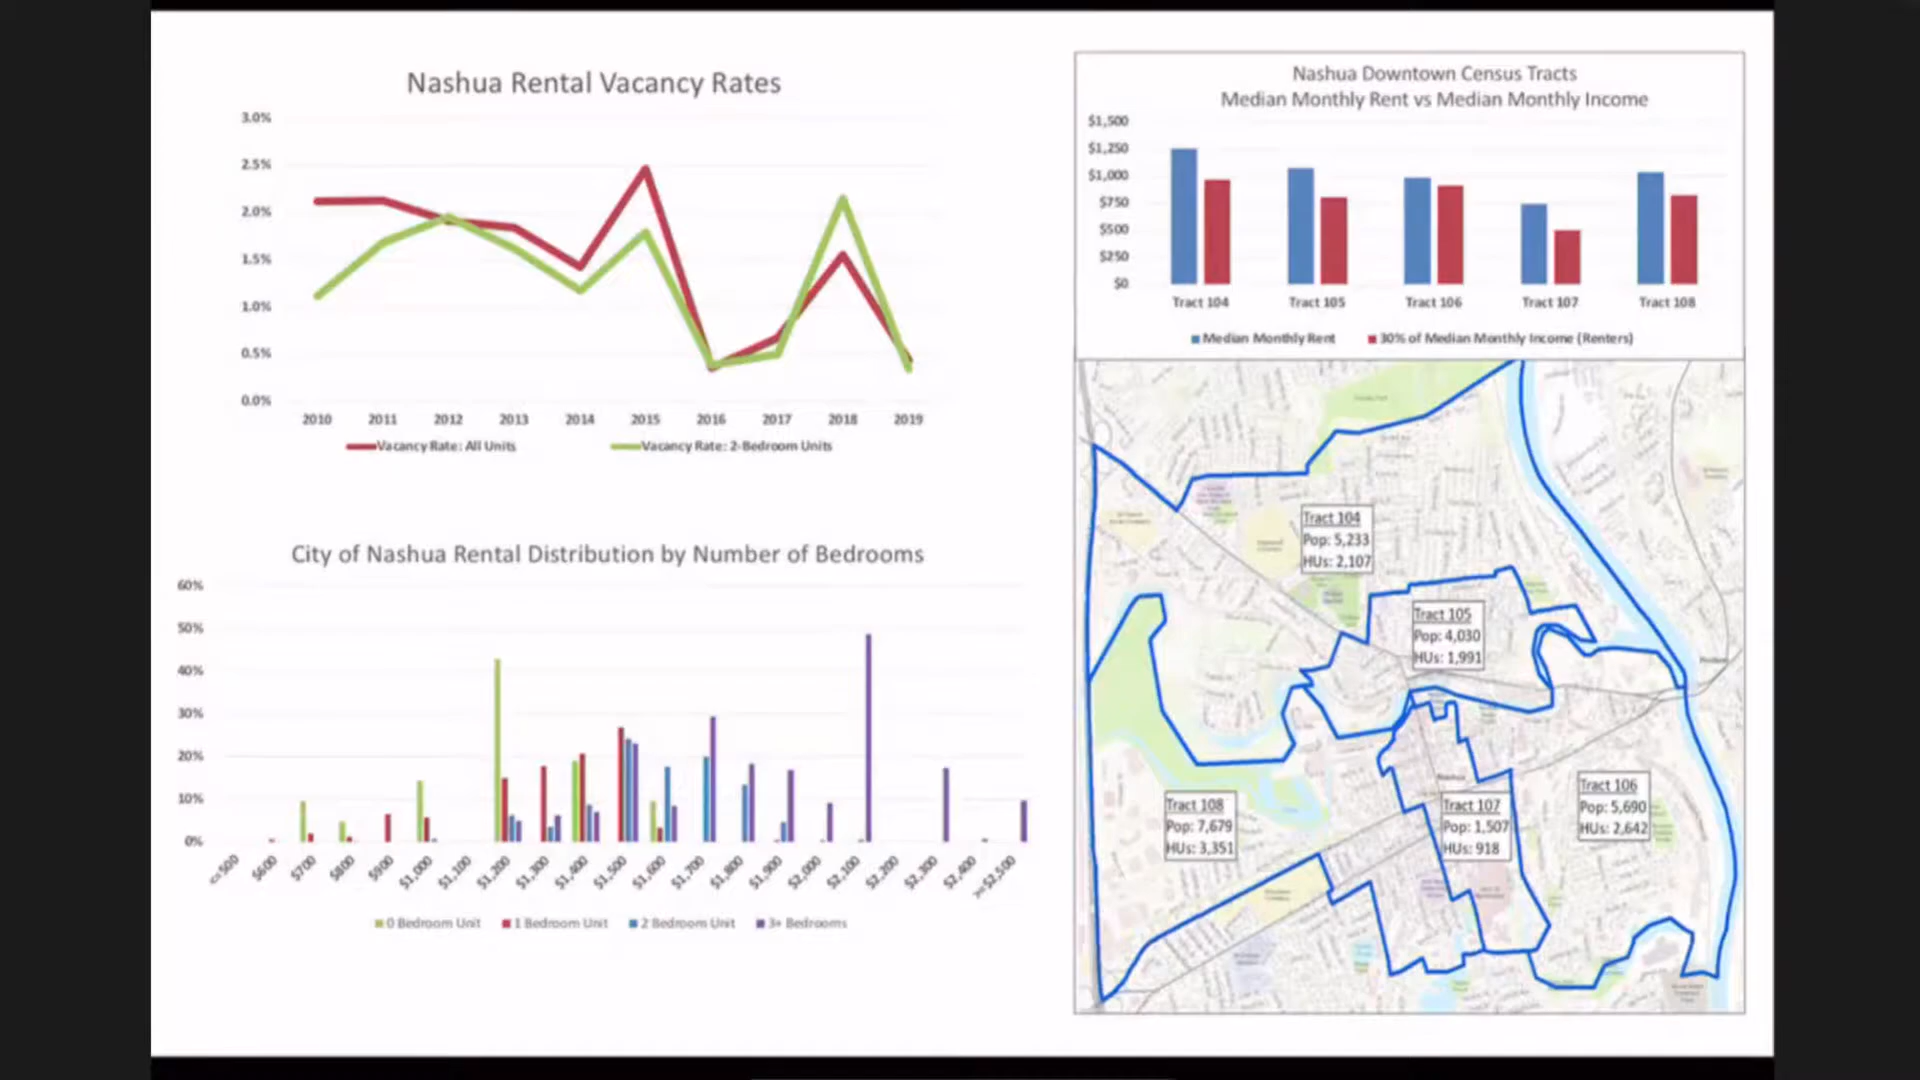 Nashua Rental Vacancy Rates
3.0%
2.5%
2.0%
1.5%
1.0%
0.5%
0.0%
2010 2011 2012 2013 2014 2015 2016 2017 2018 2019
Vacancy Rate: All Units Vacancy Rate: 2-Bedroom Units
City of Nashua Rental Distribution by Number of Bedrooms
60%
50%
40%
30%
20%
10%
0%
<=500 $600 $700 $800 $900 $1,000 $1,100 $1,200 $1,300 $1,400 $1,500 $1,600 $1,700 $1,800 $1,900 $2,000 $2,100 $2,200 $2,300 $2,400 >=$2,500
0 Bedroom Unit 1 Bedroom Unit 2 Bedroom Unit 3+ Bedrooms
Nashua Downtown Census Tracts
Median Monthly Rent vs Median Monthly Income
$1,500
$1,250
$1,000
$750
$500
$250
$0
Tract 104 Tract 105 Tract 106 Tract 107 Tract 108
Median Monthly Rent 30% of Median Monthly Income (Renters)
Tract 104
Pop: 5,233
HUs: 2,107
Tract 105
Pop: 4,030
HUs: 1,991
Nashua
Tract 106
Pop: 5,690
HUs: 2,642
Tract 108
Pop: 7,679
HUs: 3,351
Tract 107
Pop: 1,507
HUs: 918